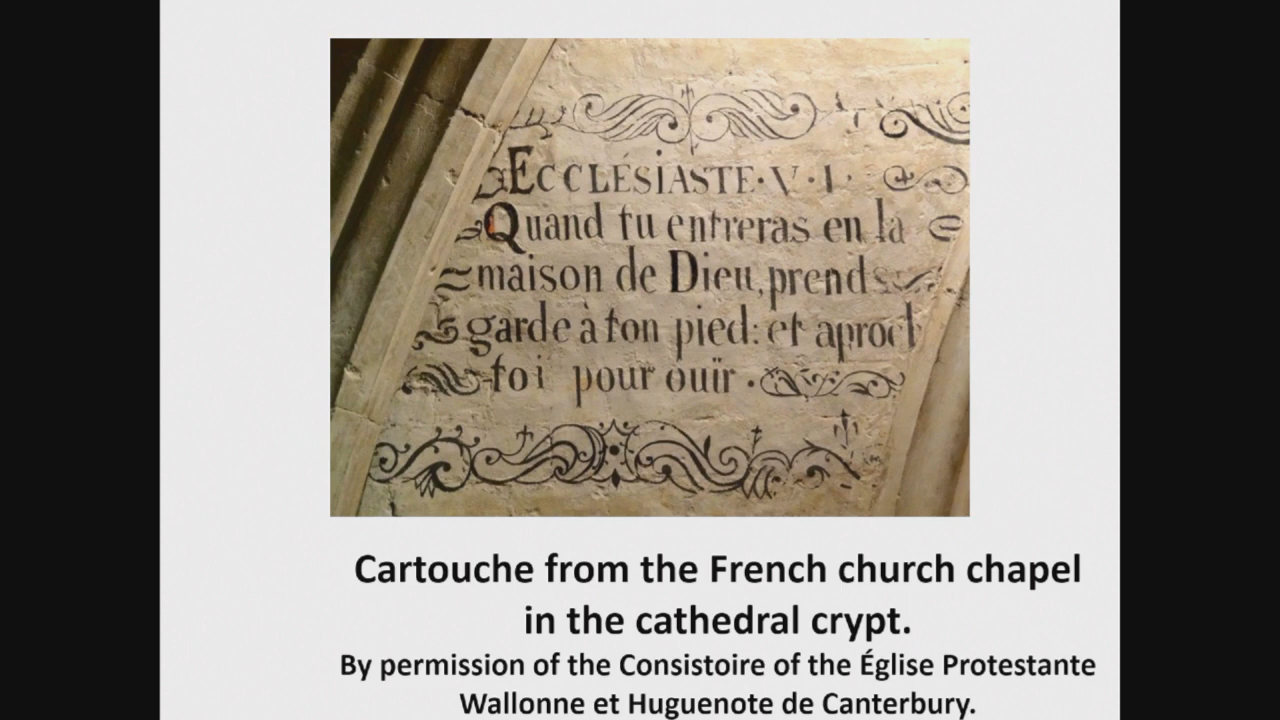 ECCLÉSIASTE · V · I ·
Quand tu entreras en la
maison de Dieu, prends
garde à ton pied: et aproch
toi pour ouïr .
Cartouche from the French church chapel
in the cathedral crypt.
By permission of the Consistoire of the Église Protestante
Wallonne et Huguenote de Canterbury.